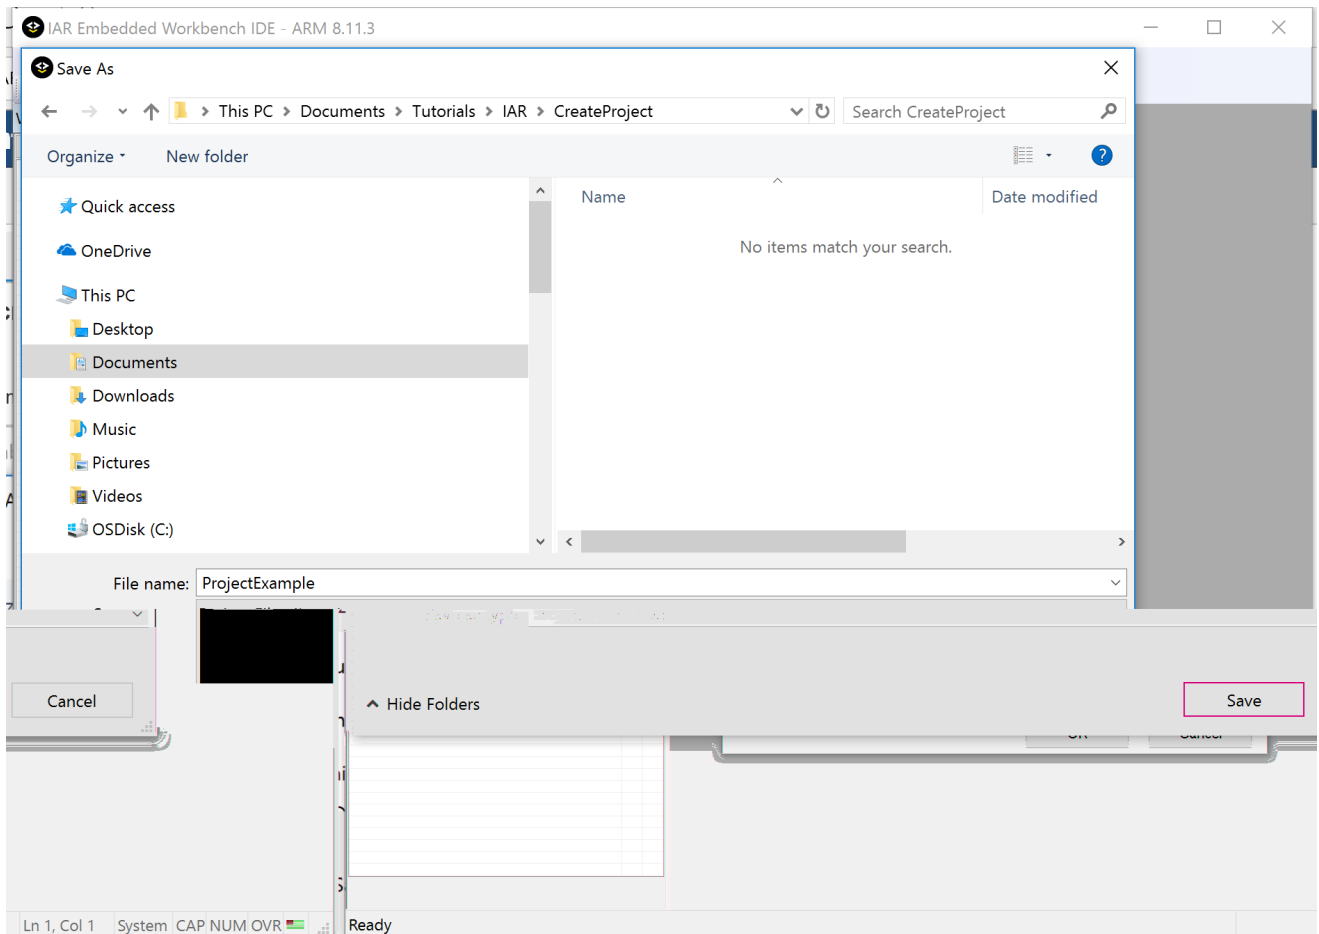 IAR Embedded Workbench IDE - ARM 8.11.3
Save As
This PC > Documents > Tutorials > IAR > CreateProject
Search CreateProject
Organize
New folder
Name
Date modified
Quick access
No items match your search.
OneDrive
This PC
Desktop
Documents
Downloads
Music
Pictures
Videos
OSDisk (C:)
File name: ProjectExample
Cancel
Hide Folders
Save
Ln 1, Col 1 System CAP NUM OVR
Ready